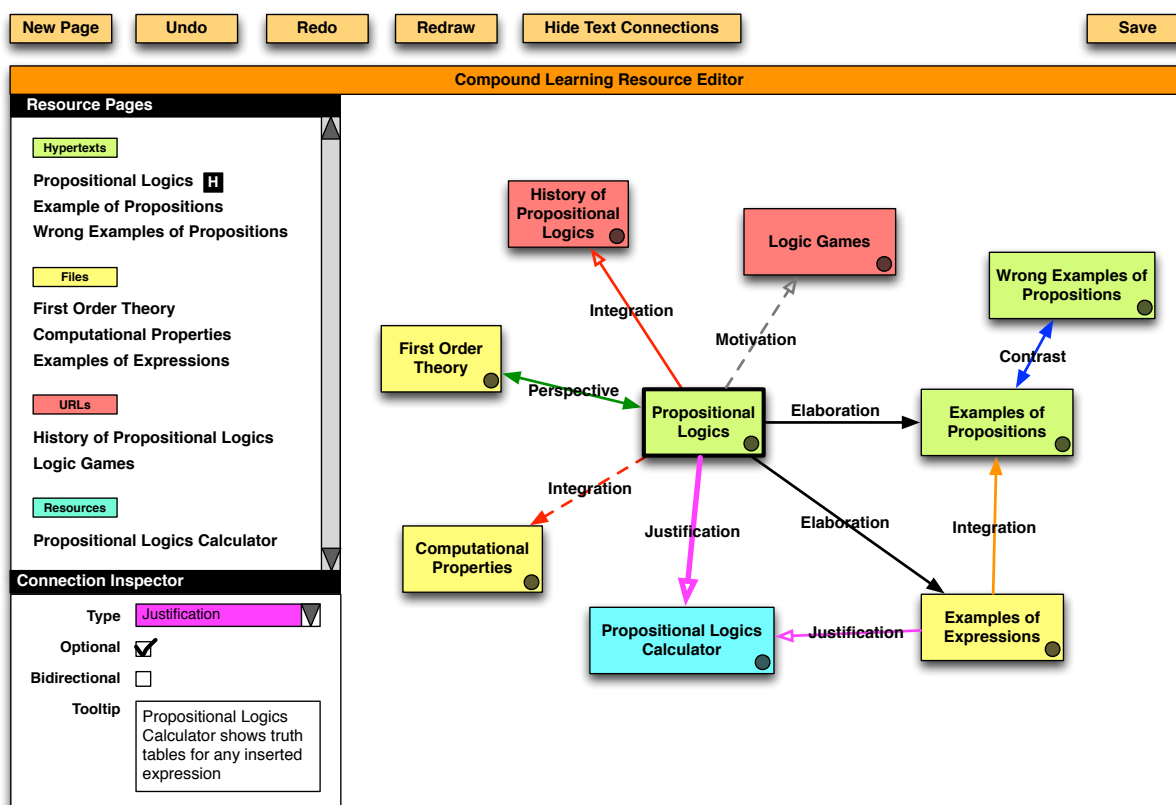 New Page
Undo
Redo
Redraw
Hide Text Connections
Save
Compound Learning Resource Editor
Resource Pages
Hypertexts
Propositional Logics H
Example of Propositions
Wrong Examples of Propositions
Files
First Order Theory
Computational Properties
Examples of Expressions
URLs
History of Propositional Logics
Logic Games
Resources
Propositional Logics Calculator
Connection Inspector
Type
Justification
Optional
Bidirectional
Tooltip
Propositional Logics
Calculator shows truth
tables for any inserted
expression
History of
Propositional
Logics
Logic Games
Wrong Examples of
Propositions
Integration
Motivation
Contrast
First Order
Theory
Perspective
Propositional
Logics
Elaboration
Examples of
Propositions
Integration
Computational
Properties
Justification
Elaboration
Integration
Propositional Logics
Calculator
Justification
Examples of
Expressions